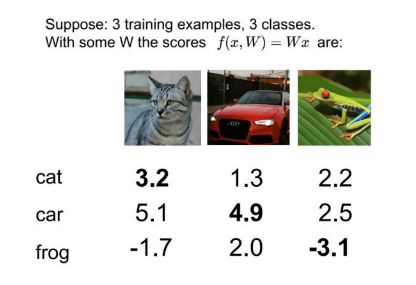 Suppose: 3 training examples, 3 classes.
With some W the scores f(x, W) = Wx are:
cat 3.2 1.3 2.2
car 5.1 4.9 2.5
frog -1.7 2.0 -3.1